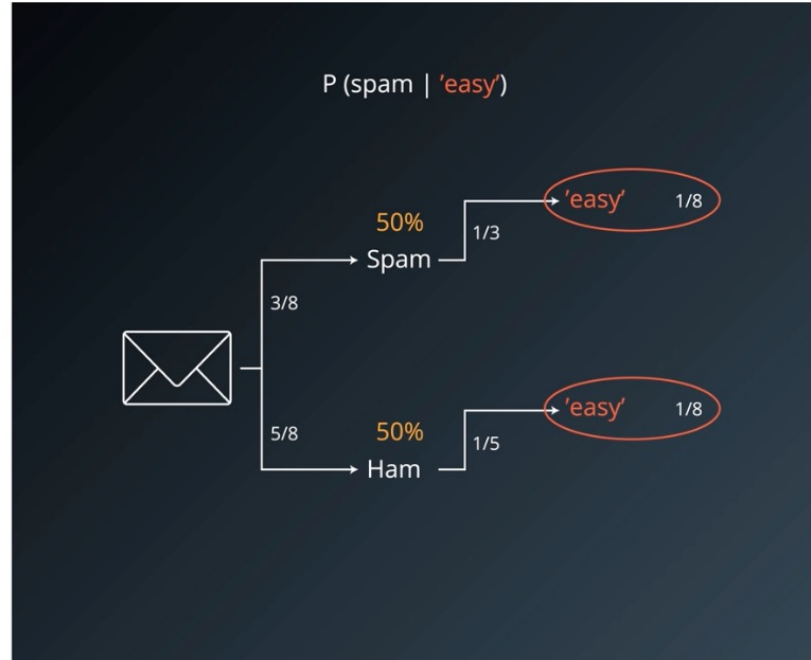 P (spam | ’easy’)
’easy’ 1/8
50%
1/3
Spam
3/8
’easy’ 1/8
5/8
50%
1/5
Ham